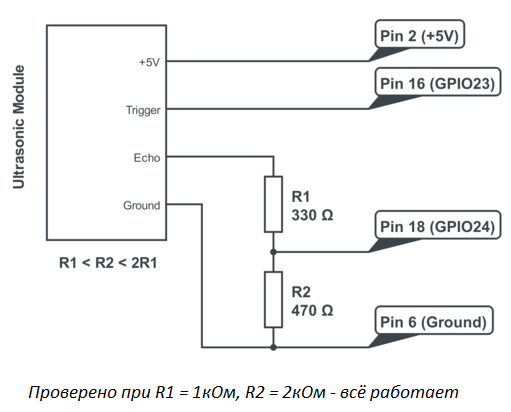 Pin 2 (+5V)
+5V
Pin 16 (GPIO23)
Trigger
Ultrasonic Module
Echo
R1
330 Ω
Ground
Pin 18 (GPIO24)
R1 < R2 < 2R1
R2
470 Ω
Pin 6 (Ground)
Проверено при R1 = 1кОм, R2 = 2кОм - всё работает